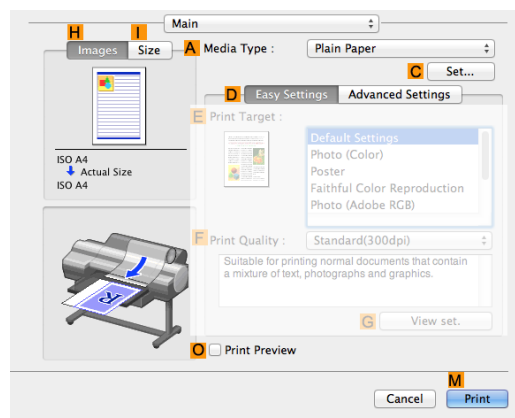 Main
H
I
Images
Size
A Media Type :
Plain Paper
C Set...
D Easy Settings
Advanced Settings
E Print Target :
Default Settings
Photo (Color)
Poster
Faithful Color Reproduction
Photo (Adobe RGB)
ISO A4
Actual Size
ISO A4
F Print Quality :
Standard(300dpi)
Suitable for printing normal documents that contain
a mixture of text, photographs and graphics.
G View set.
R
O Print Preview
M
Cancel
Print